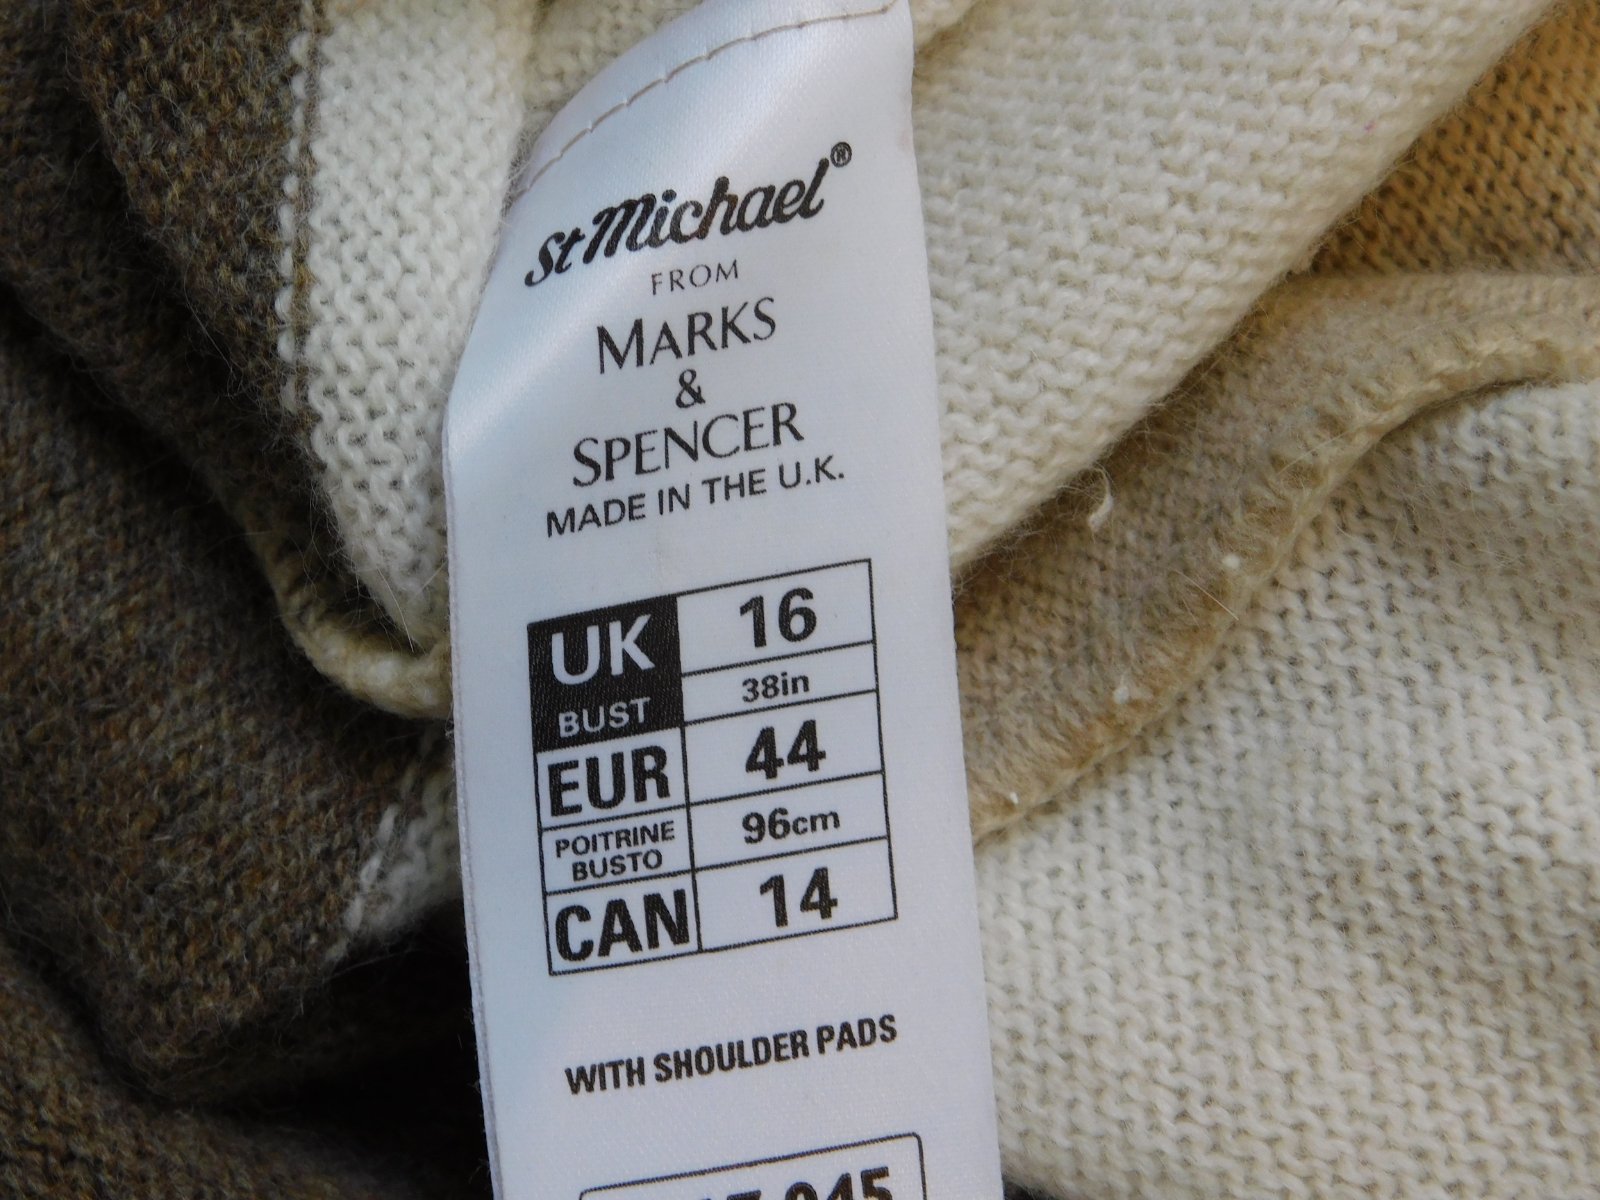 St Michael®
FROM
MARKS
&
SPENCER
MADE IN THE U.K.
UK 16
BUST 38in
EUR 44
POITRINE
BUSTO 96cm
CAN 14
WITH SHOULDER PADS